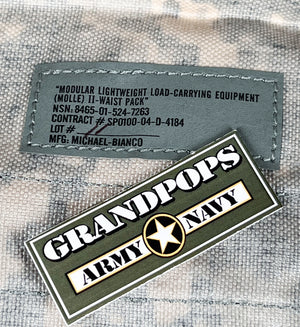 "MODULAR LIGHTWEIGHT LOAD-CARRYING EQUIPMENT
(MOLLE) II-WAIST PACK"
NSN: 8465-01-524-7263
CONTRACT # SP0100-04-D-4184
LOT #
MFG: MICHAEL-BIANCO
GRANDPOPS
ARMY NAVY